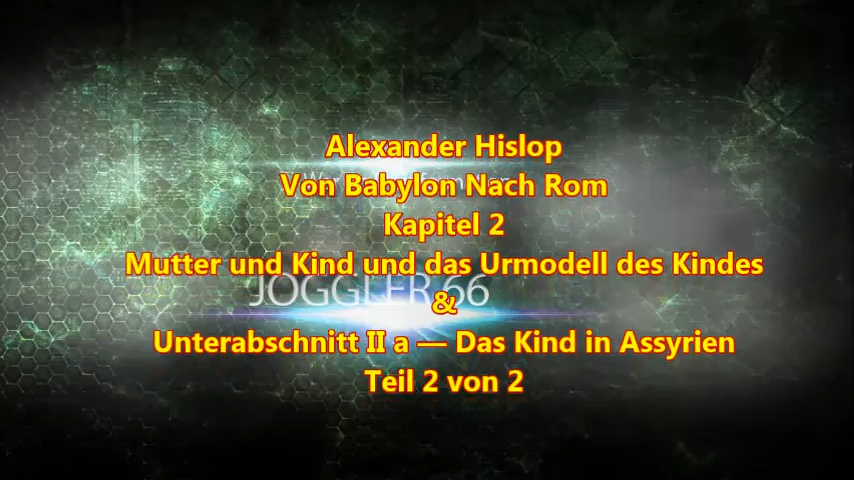 Alexander Hislop
Von Babylon Nach Rom
Kapitel 2
Mutter und Kind und das Urmodell des Kindes
JOGGLER 66
&
Unterabschnitt II a — Das Kind in Assyrien
Teil 2 von 2